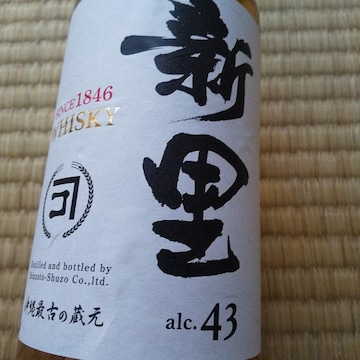 新里
SINCE 1846
WHISKY
Distilled and bottled by
Shinzato-Shuzo Co.,ltd.
沖縄最古の蔵元
alc. 43